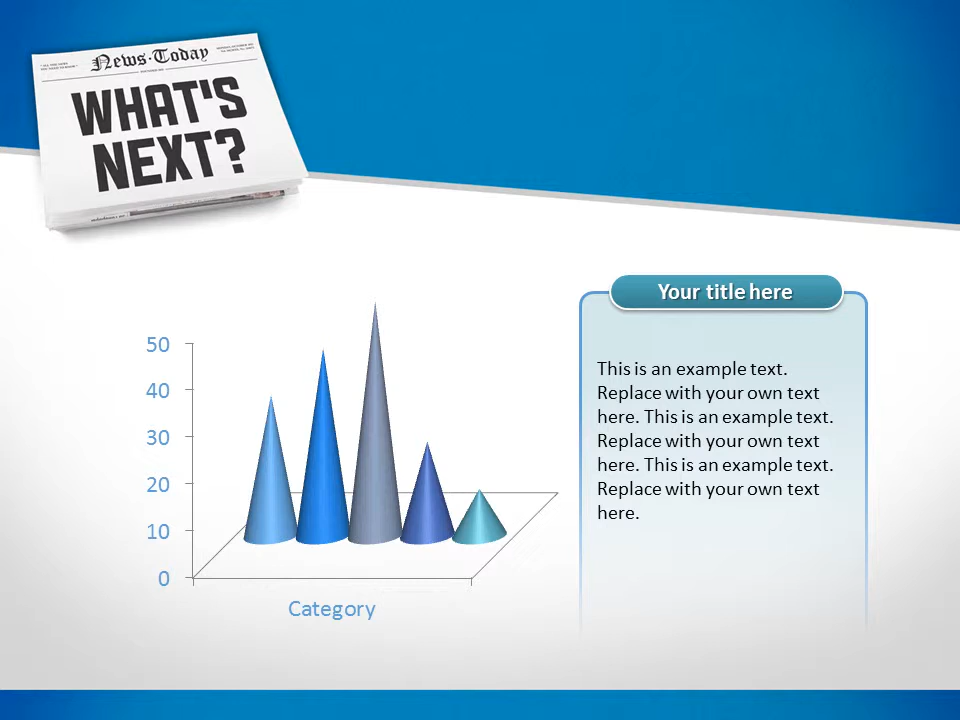 News·Today
WHAT'S
NEXT?
Your title here
This is an example text.
Replace with your own text
here. This is an example text.
Replace with your own text
here. This is an example text.
Replace with your own text
here.
50
40
30
20
10
0
Category